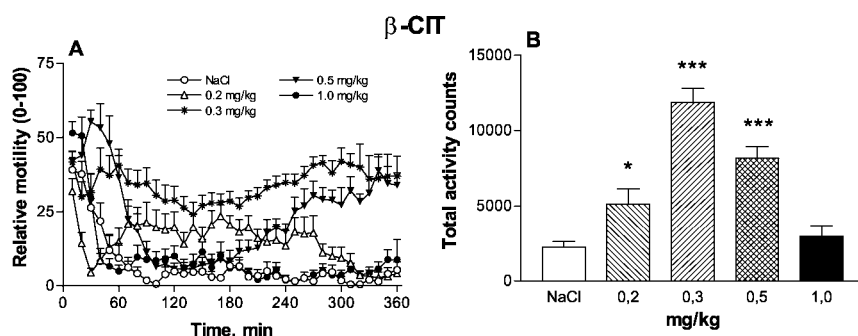 β-CIT
A
NaCl
0.2 mg/kg
0.3 mg/kg
0.5 mg/kg
1.0 mg/kg
Relative motility (0-100)
75
50
25
0
0 60 120 180 240 300 360
Time, min
B
Total activity counts
15000
10000
5000
0
*
***
***
NaCl 0,2 0,3 0,5 1,0
mg/kg